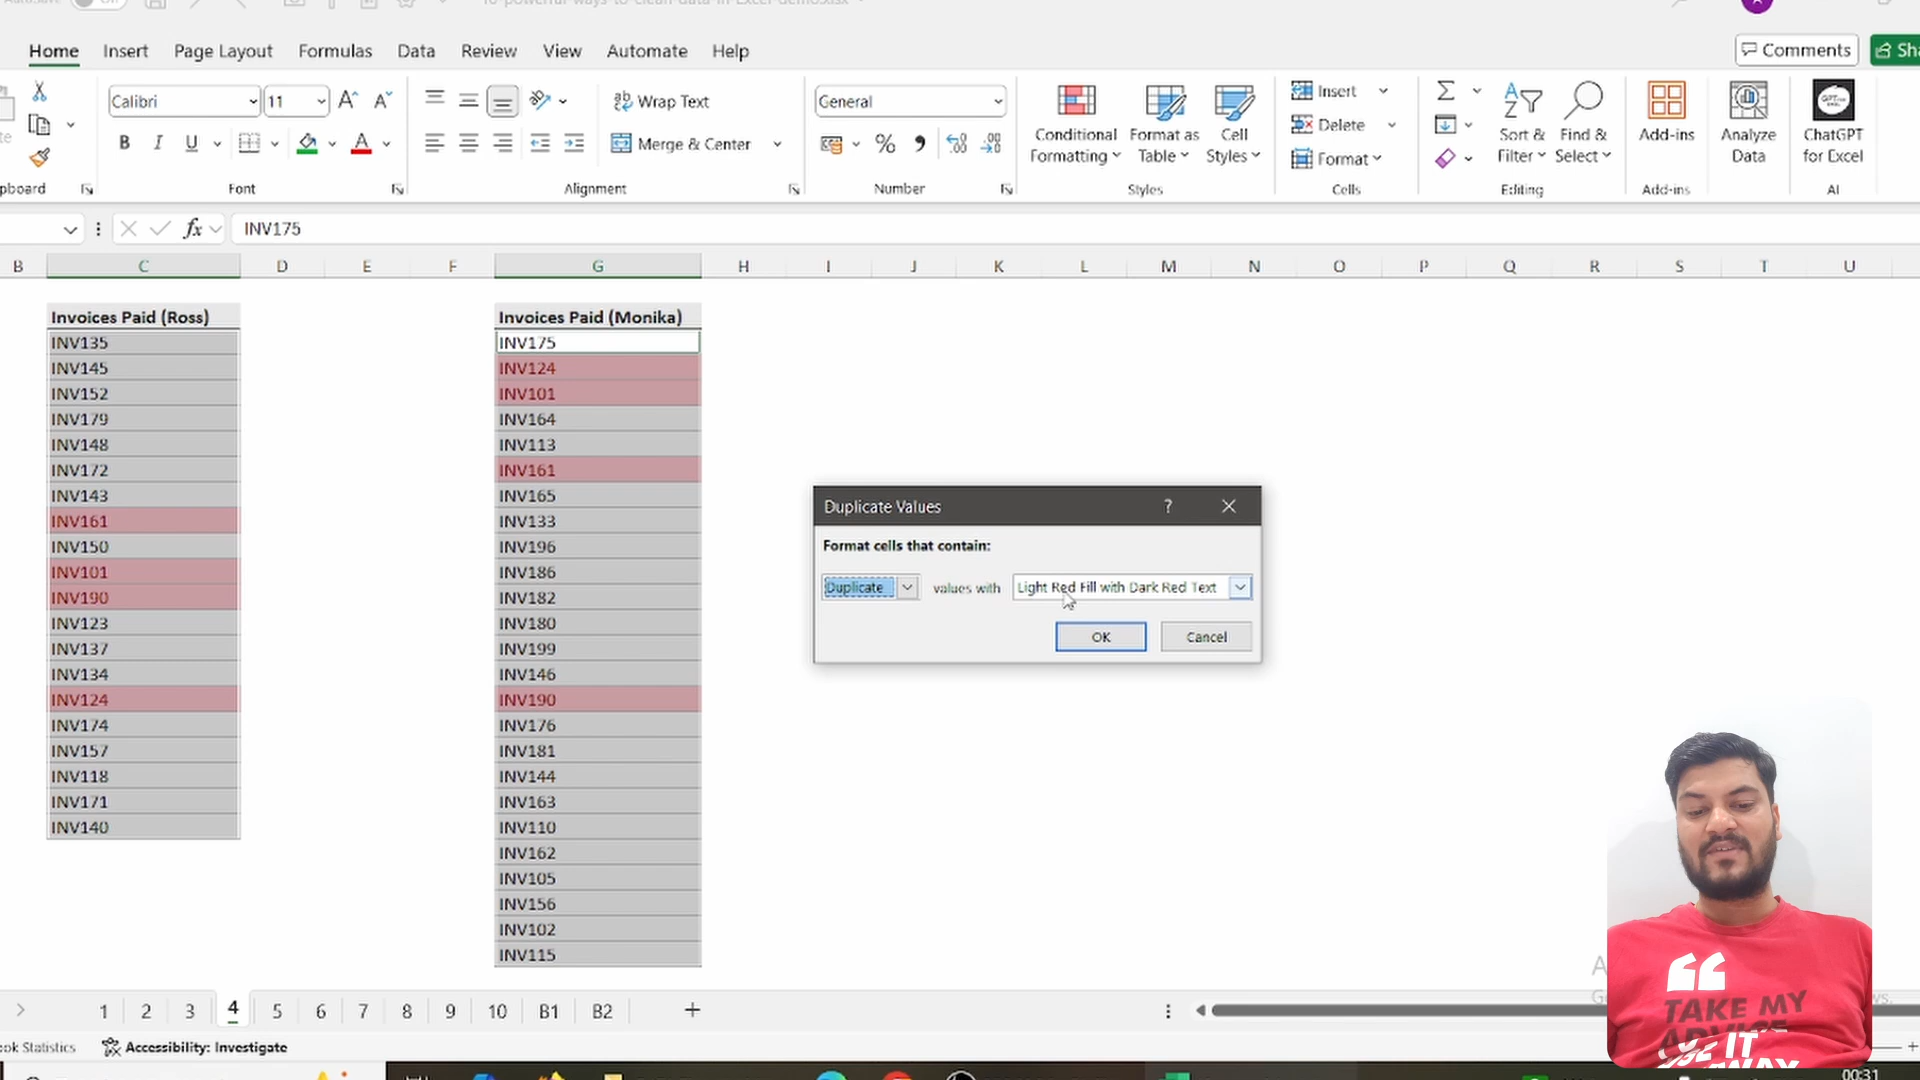 Home Insert Page Layout Formulas Data Review View Automate Help Comments
Calibri 11 Wrap Text General Insert
Conditional Formatting Format as Table Cell Styles Delete Sort & Filter Find & Select Add-ins Analyze Data ChatGPT for Excel
B I U Merge & Center % Format
Font Alignment Number Styles Cells Editing Add-ins AI
fx INV175
B C D E F G H I J K L M N O P Q R S T U
Invoices Paid (Ross) Invoices Paid (Monika)
INV135 INV175
INV145 INV124
INV152 INV101
INV179 INV164
INV148 INV113
INV172 INV161
INV143 INV165
INV161 INV133
INV150 INV196
INV101 INV186
INV190 INV182
INV123 INV180
INV137 INV199
INV134 INV146
INV124 INV190
INV174 INV176
INV157 INV181
INV118 INV144
INV171 INV163
INV140 INV110
INV162
INV105
INV156
INV102
INV115
Duplicate Values ?
Format cells that contain:
Duplicate values with Light Red Fill with Dark Red Text
OK Cancel
1 2 3 4 5 6 7 8 9 10 B1 B2
Statistics Accessibility: Investigate
TAKE MY
ADVICE
IT
00:31